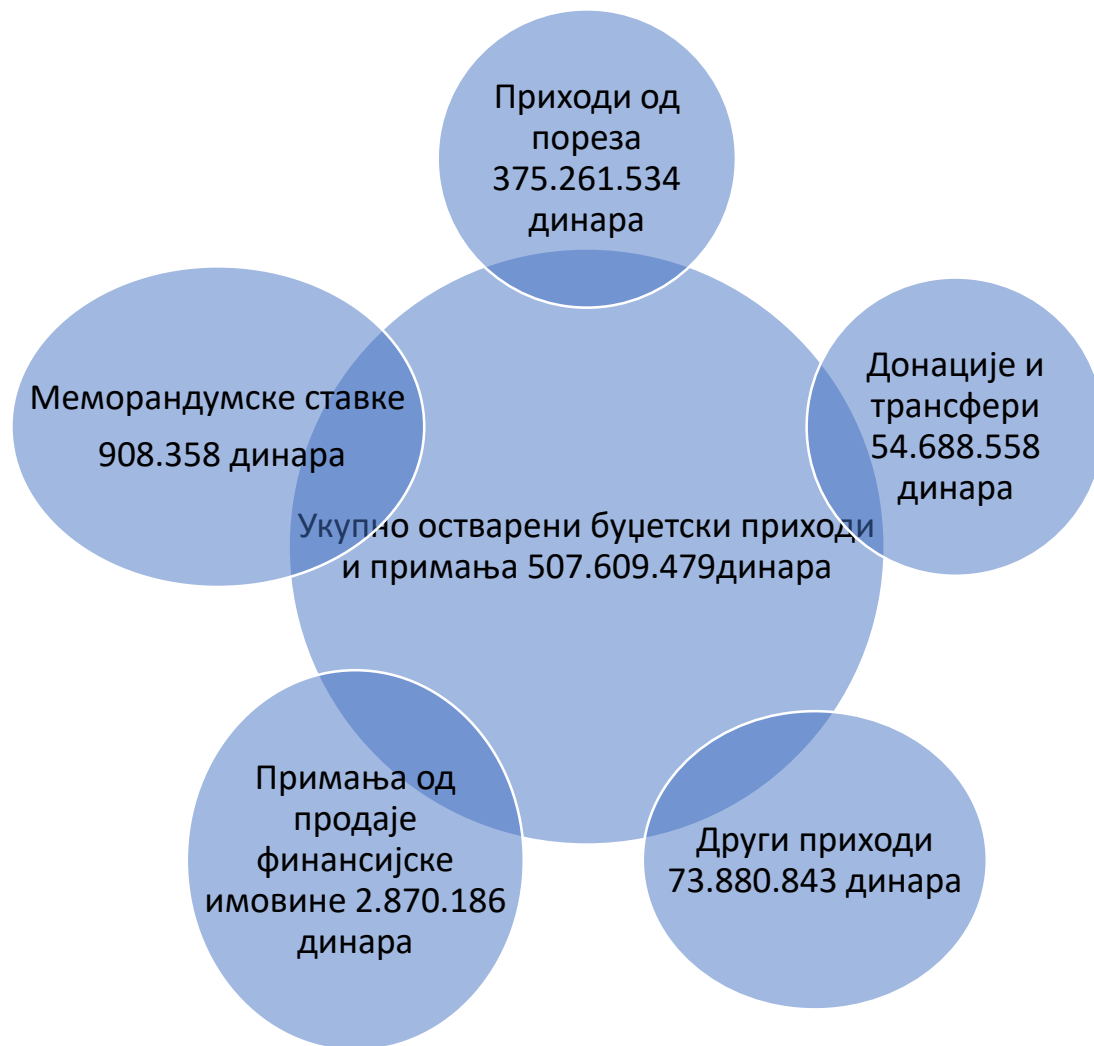 Приходи од
пореза
375.261.534
динара
Донације и
трансфери
54.688.558
динара
Меморандумске ставке
908.358 динара
Укупно остварени буџетски приходи
и примања 507.609.479динара
Примања од
продаје
финансијске
имовине 2.870.186
динара
Други приходи
73.880.843 динара